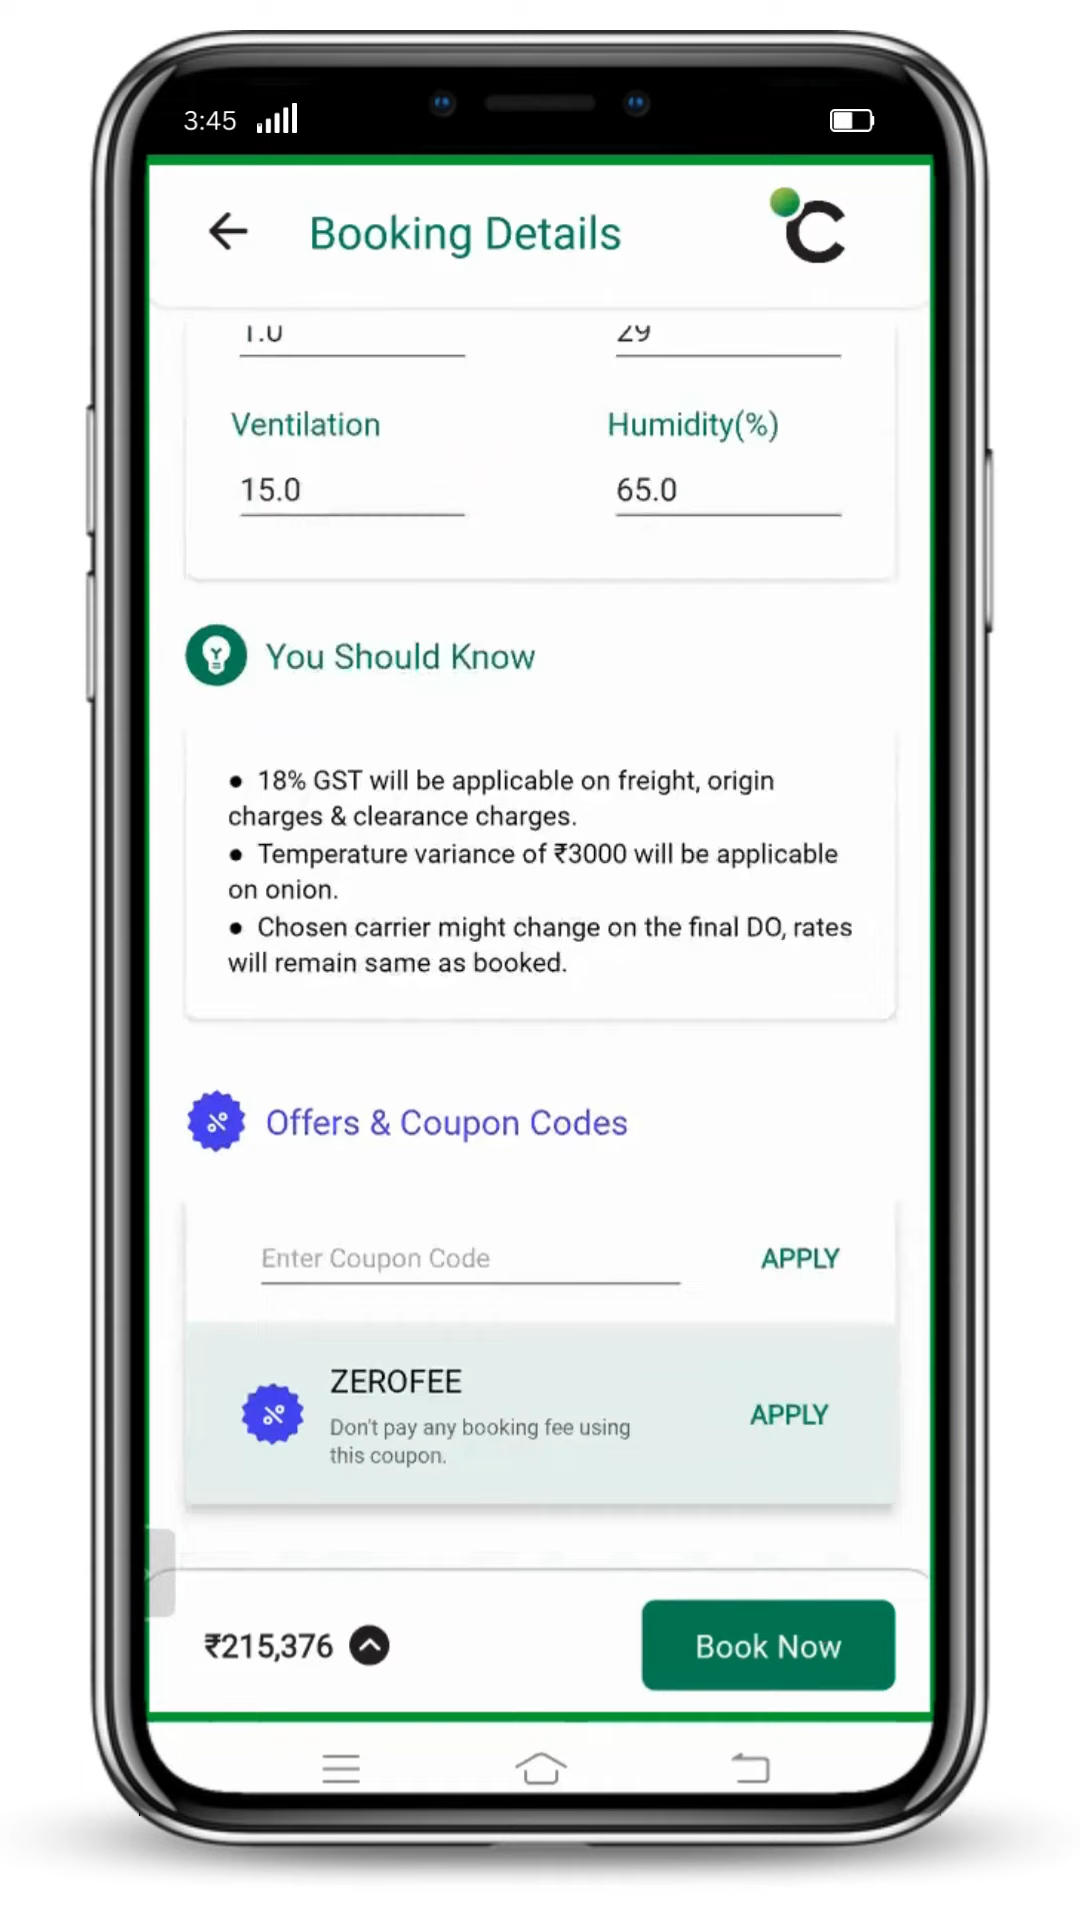 3:45
Booking Details
C
1.0 29
Ventilation Humidity(%)
15.0 65.0
You Should Know
● 18% GST will be applicable on freight, origin
charges & clearance charges.
● Temperature variance of ₹3000 will be applicable
on onion.
● Chosen carrier might change on the final DO, rates
will remain same as booked.
Offers & Coupon Codes
Enter Coupon Code APPLY
ZEROFEE
Don't pay any booking fee using
this coupon.
APPLY
₹215,376 Book Now